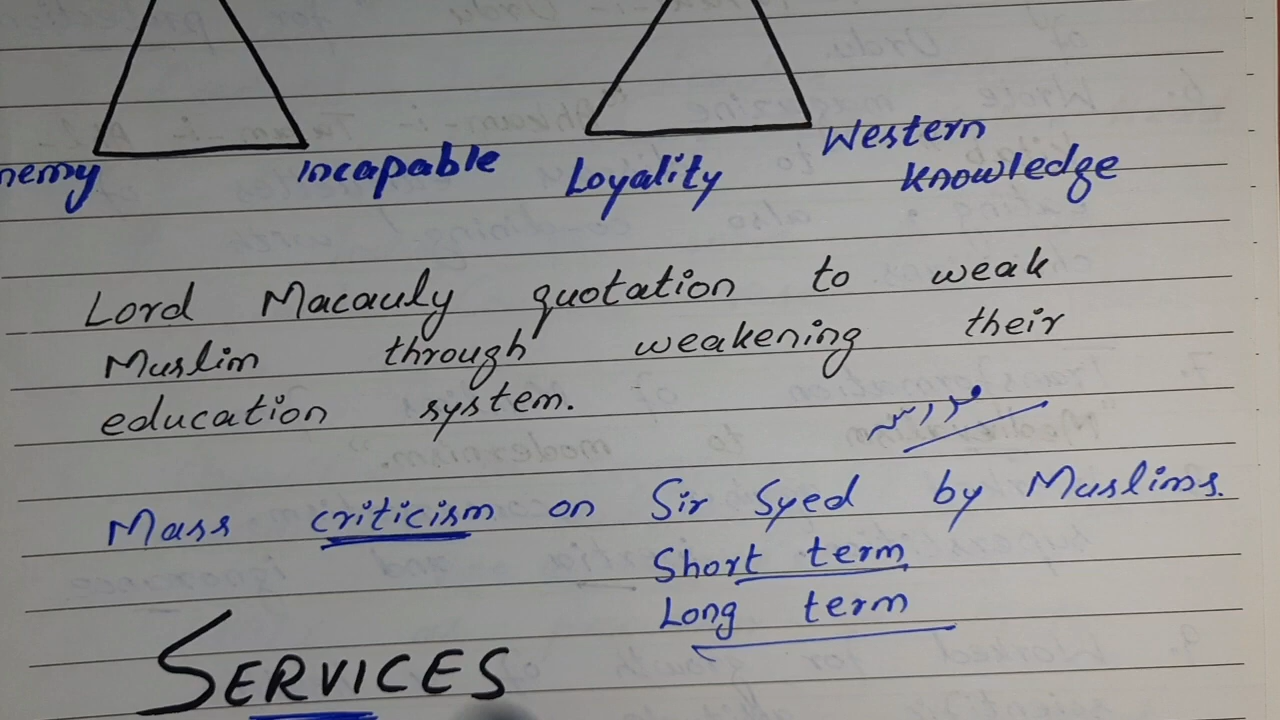 nemy Incapable Loyality Western
knowledge
Lord Macauly quotation to weak
Muslim through weakening their
education system.
Mass criticism on Sir Syed by Muslims.
Short term
Long term
SERVICES